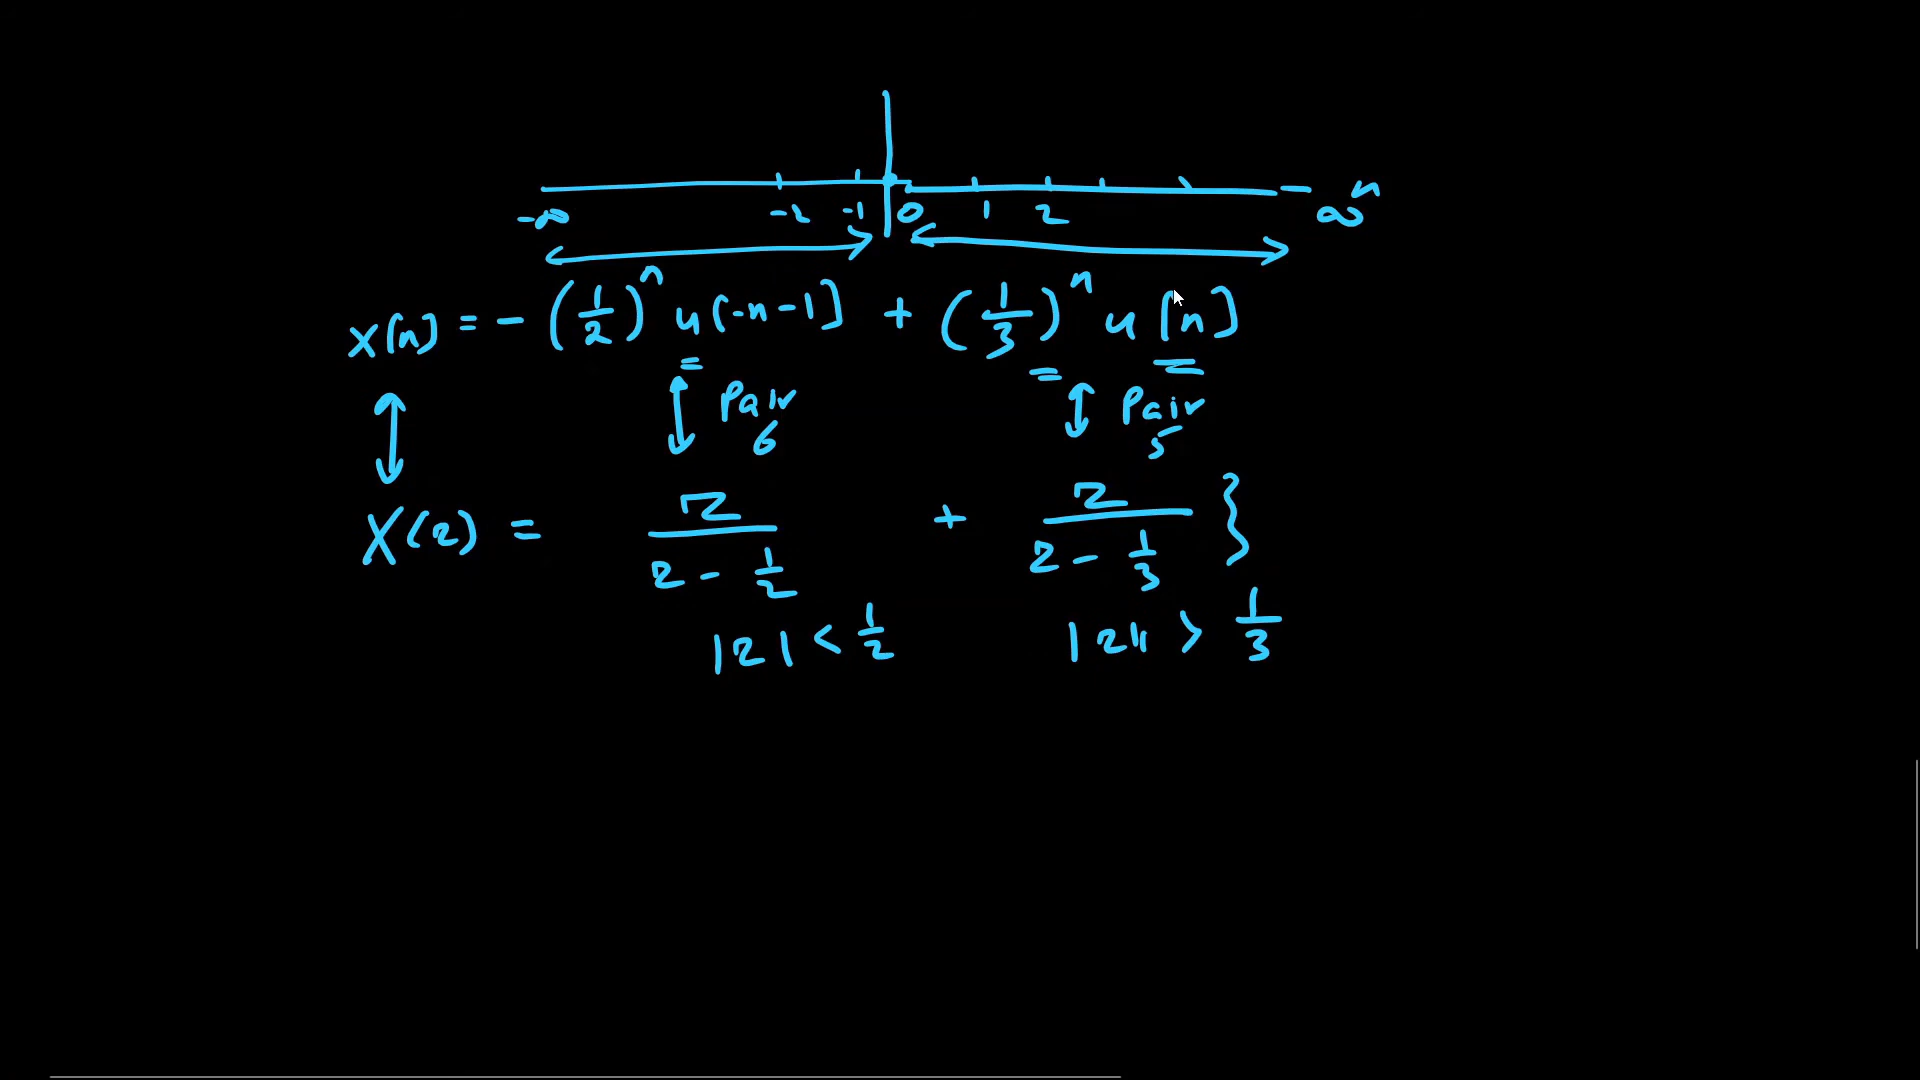 -∞ -2 -1 0 1 2 ∞ n
x[n] = - (1/2)^n u[-n-1] + (1/3)^n u[n]
Pair 6 Pair 5
X(z) = z/(z - 1/2) + z/(z - 1/3) }
|z| < 1/2 |z| > 1/3